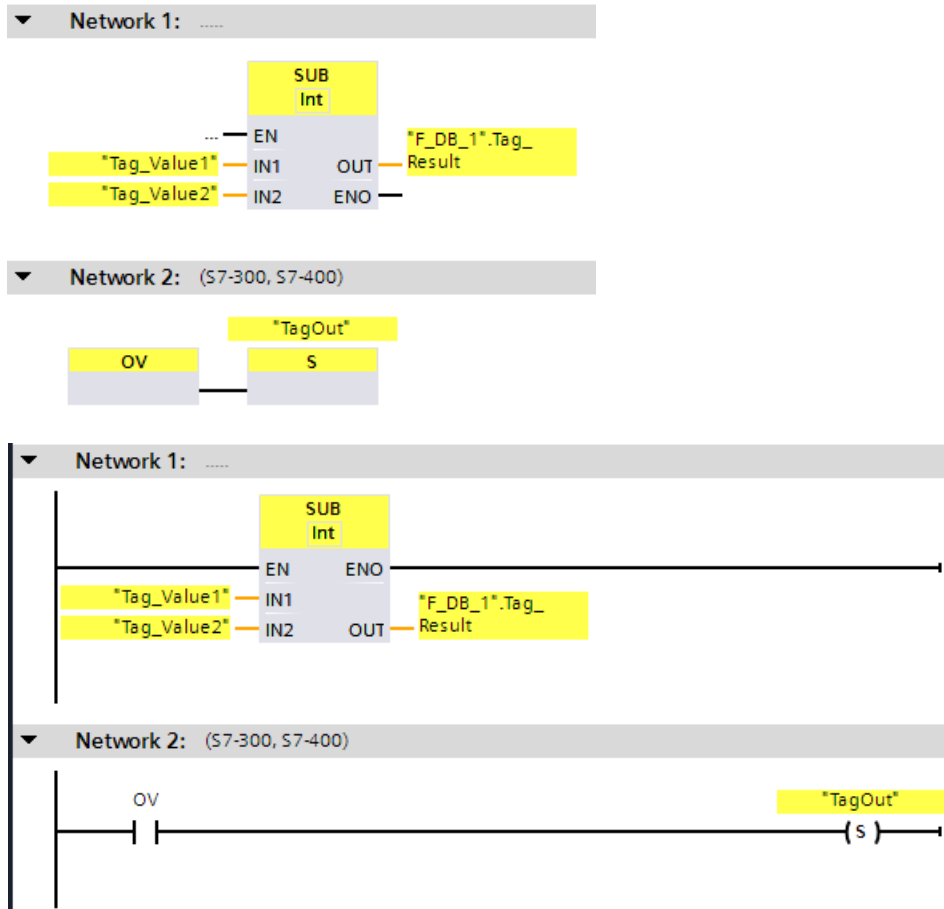 Network 1: .....
SUB
Int
... EN
"Tag_Value1" IN1 OUT "F_DB_1".Tag_
Result
"Tag_Value2" IN2 ENO
Network 2: (S7-300, S7-400)
"TagOut"
OV S
Network 1: .....
SUB
Int
EN ENO
"Tag_Value1" IN1 "F_DB_1".Tag_
"Tag_Value2" IN2 OUT Result
Network 2: (S7-300, S7-400)
OV "TagOut"
S